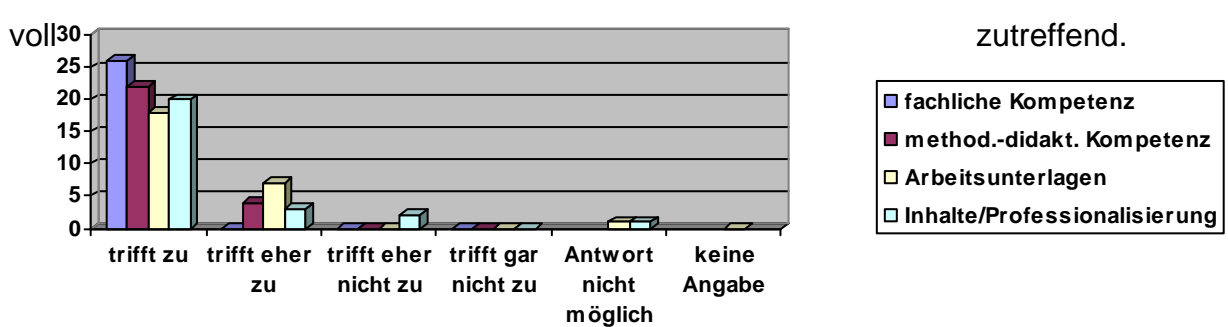 voll zutreffend.
30
25
20
15
10
5
0
trifft zu
trifft eher
zu
trifft eher
nicht zu
trifft gar
nicht zu
Antwort
nicht
möglich
keine
Angabe
fachliche Kompetenz
method.-didakt. Kompetenz
Arbeitsunterlagen
Inhalte/Professionalisierung